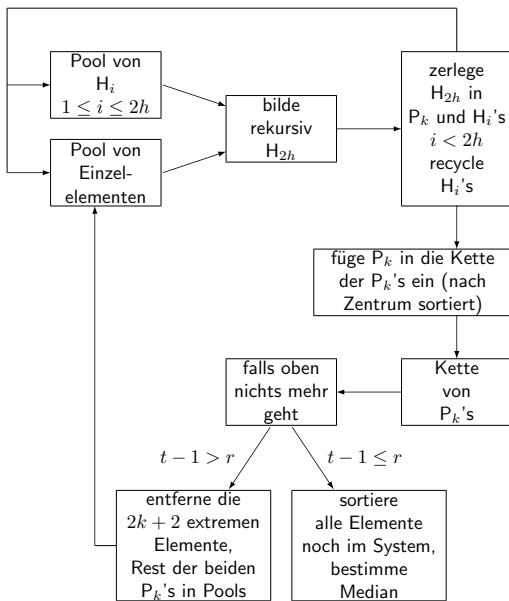 Pool von
H_i
1 ≤ i ≤ 2h
Pool von
Einzel-
elementen
bilde
rekursiv
H_{2h}
zerlege
H_{2h} in
P_k und H_i's
i < 2h
recycle
H_i's
füge P_k in die Kette
der P_k's ein (nach
Zentrum sortiert)
Kette
von
P_k's
falls oben
nichts mehr
geht
t − 1 > r
t − 1 ≤ r
entferne die
2k + 2 extremen
Elemente,
Rest der beiden
P_k's in Pools
sortiere
alle Elemente
noch im System,
bestimme
Median